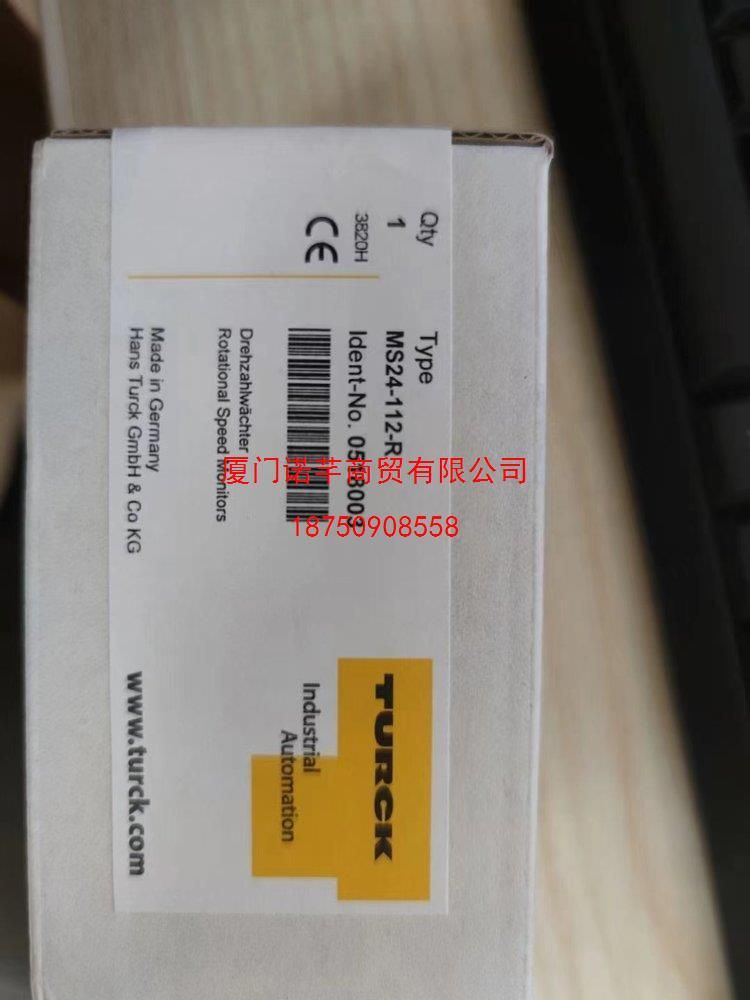 Qty
1
3820H
CE
Type
MS24-112-R
Ident-No. 05
8003
Drehzahlwächter
Rotational Speed Monitors
Made in Germany
Hans Turck GmbH & Co KG
TURCK
Industrial
Automation
www.turck.com
厦门诺芊商贸有限公司
18750908558